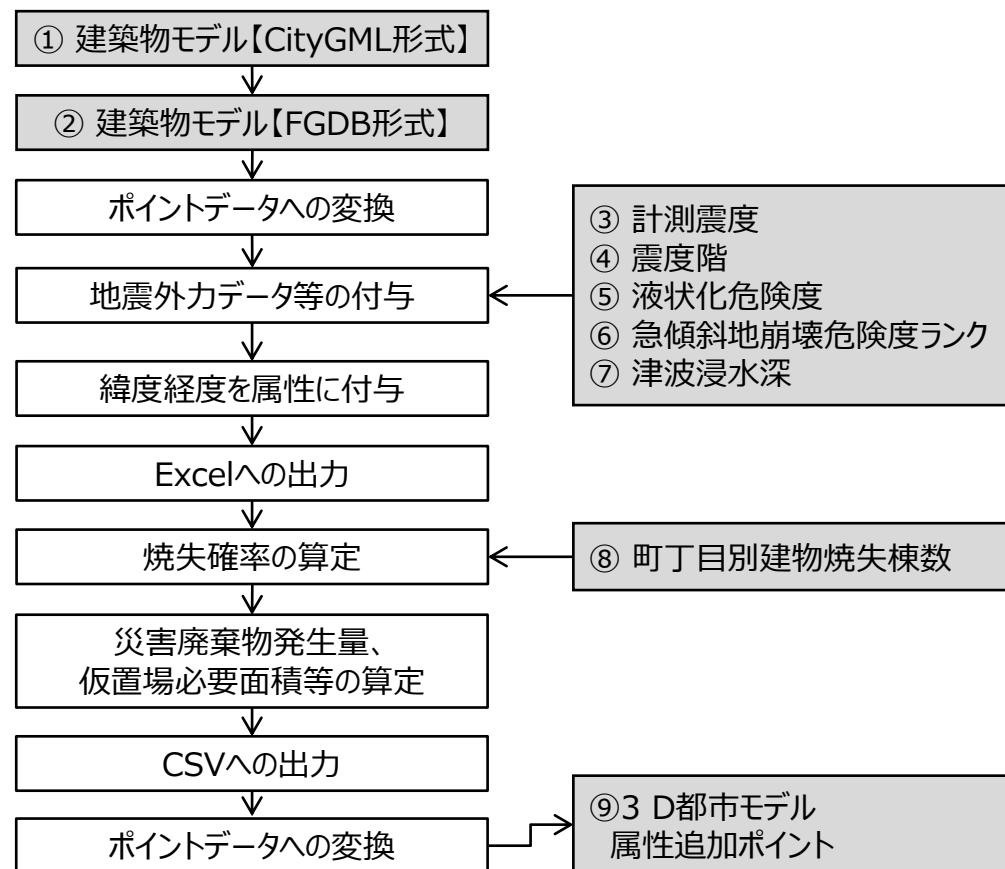 ① 建築物モデル【CityGML形式】
② 建築物モデル【FGDB形式】
ポイントデータへの変換
地震外力データ等の付与
③ 計測震度
④ 震度階
⑤ 液状化危険度
⑥ 急傾斜地崩壊危険度ランク
⑦ 津波浸水深
緯度経度を属性に付与
Excelへの出力
焼失確率の算定
⑧ 町丁目別建物焼失棟数
災害廃棄物発生量、
仮置場必要面積等の算定
CSVへの出力
ポイントデータへの変換
⑨3 D都市モデル
属性追加ポイント